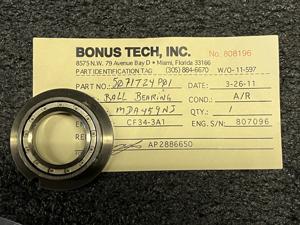 BONUS TECH, INC. No. 808196
8575 N.W. 79 Avenue Bay D • Miami, Florida 33166
PART IDENTIFICATION TAG (305) 884-6670 W/O-11-597
PART NO: 5071T24P01 DATE: 3-26-11
BALL BEARING COND.: A/R
MDA459NJ QTY.: 1
CF34-3A1 ENG. S/N: 807096
AP2886650